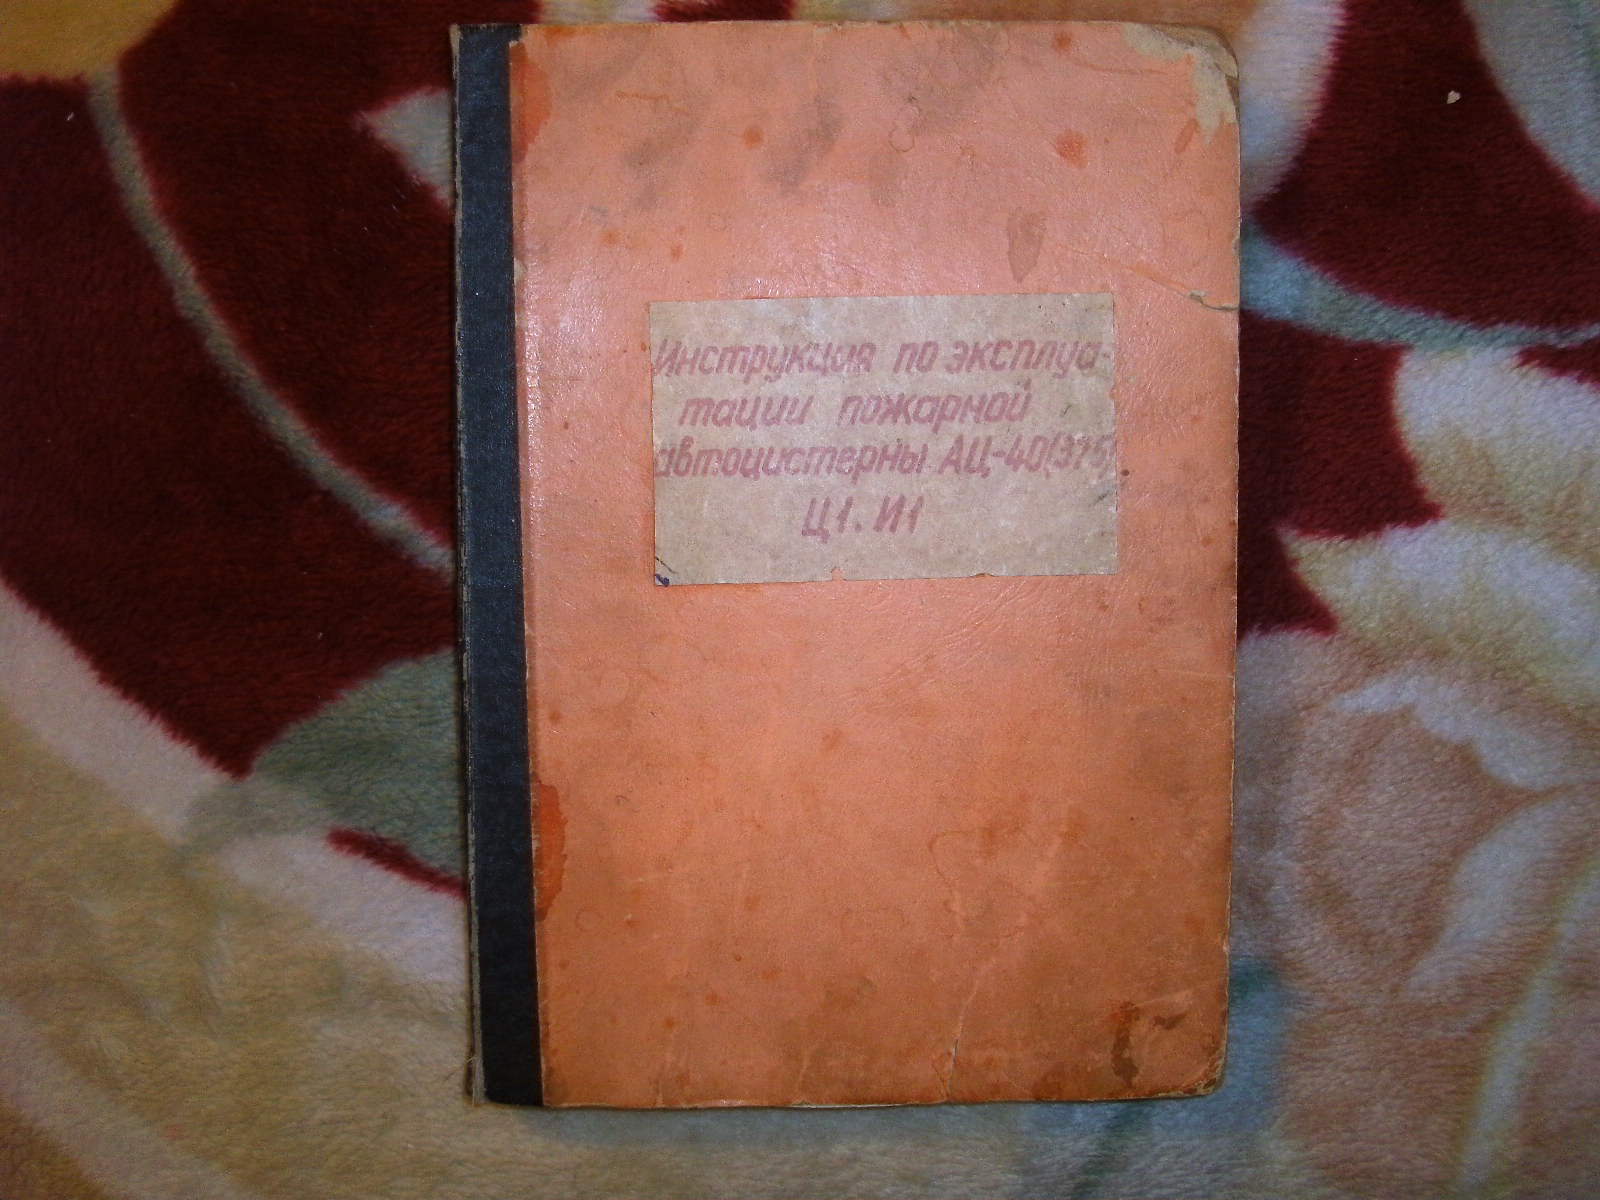 Инструкция по эксплуа-
тации пожарной
автоцистерны АЦ-40(375)
Ц1.И1